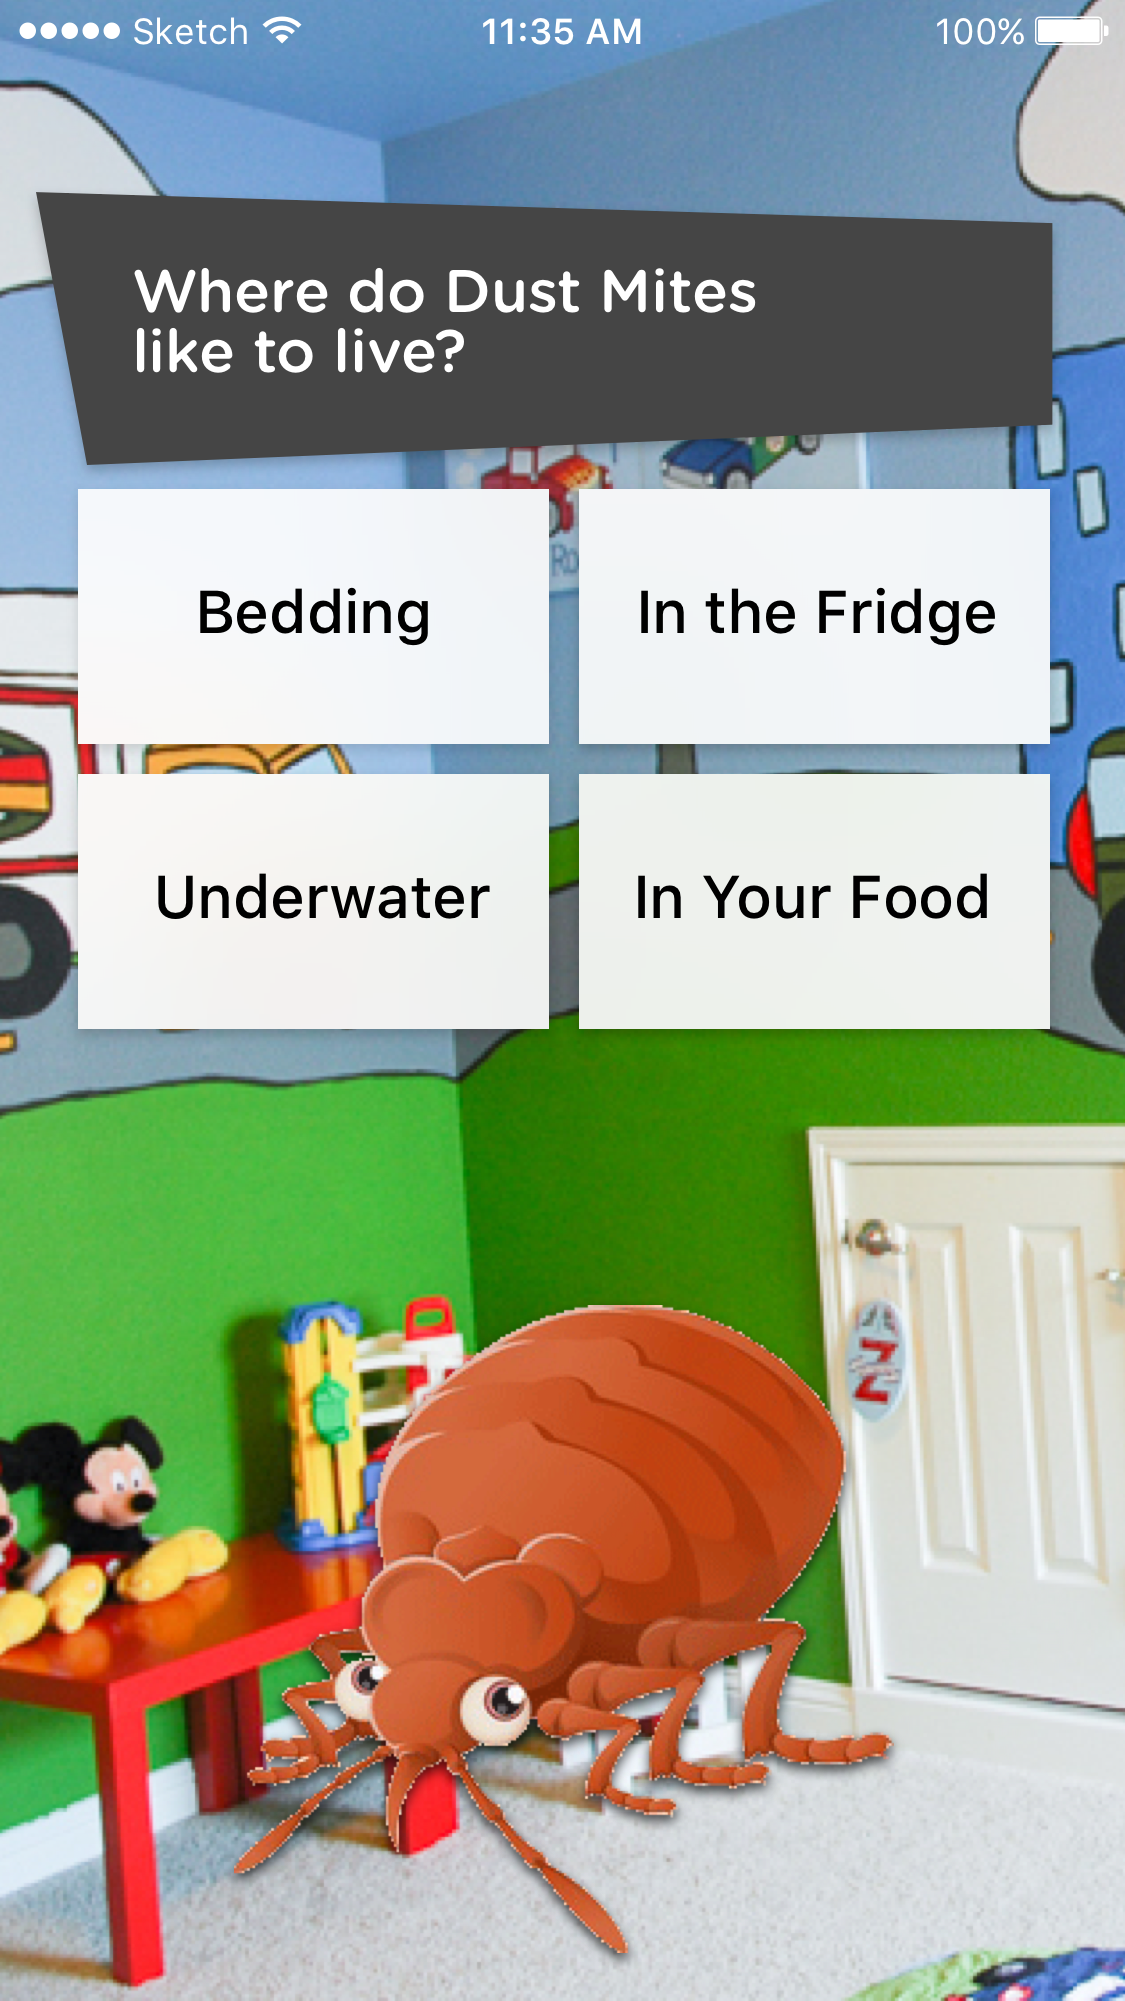 Sketch 11:35 AM 100%
Where do Dust Mites
like to live?
Ro
Bedding
In the Fridge
Underwater
In Your Food